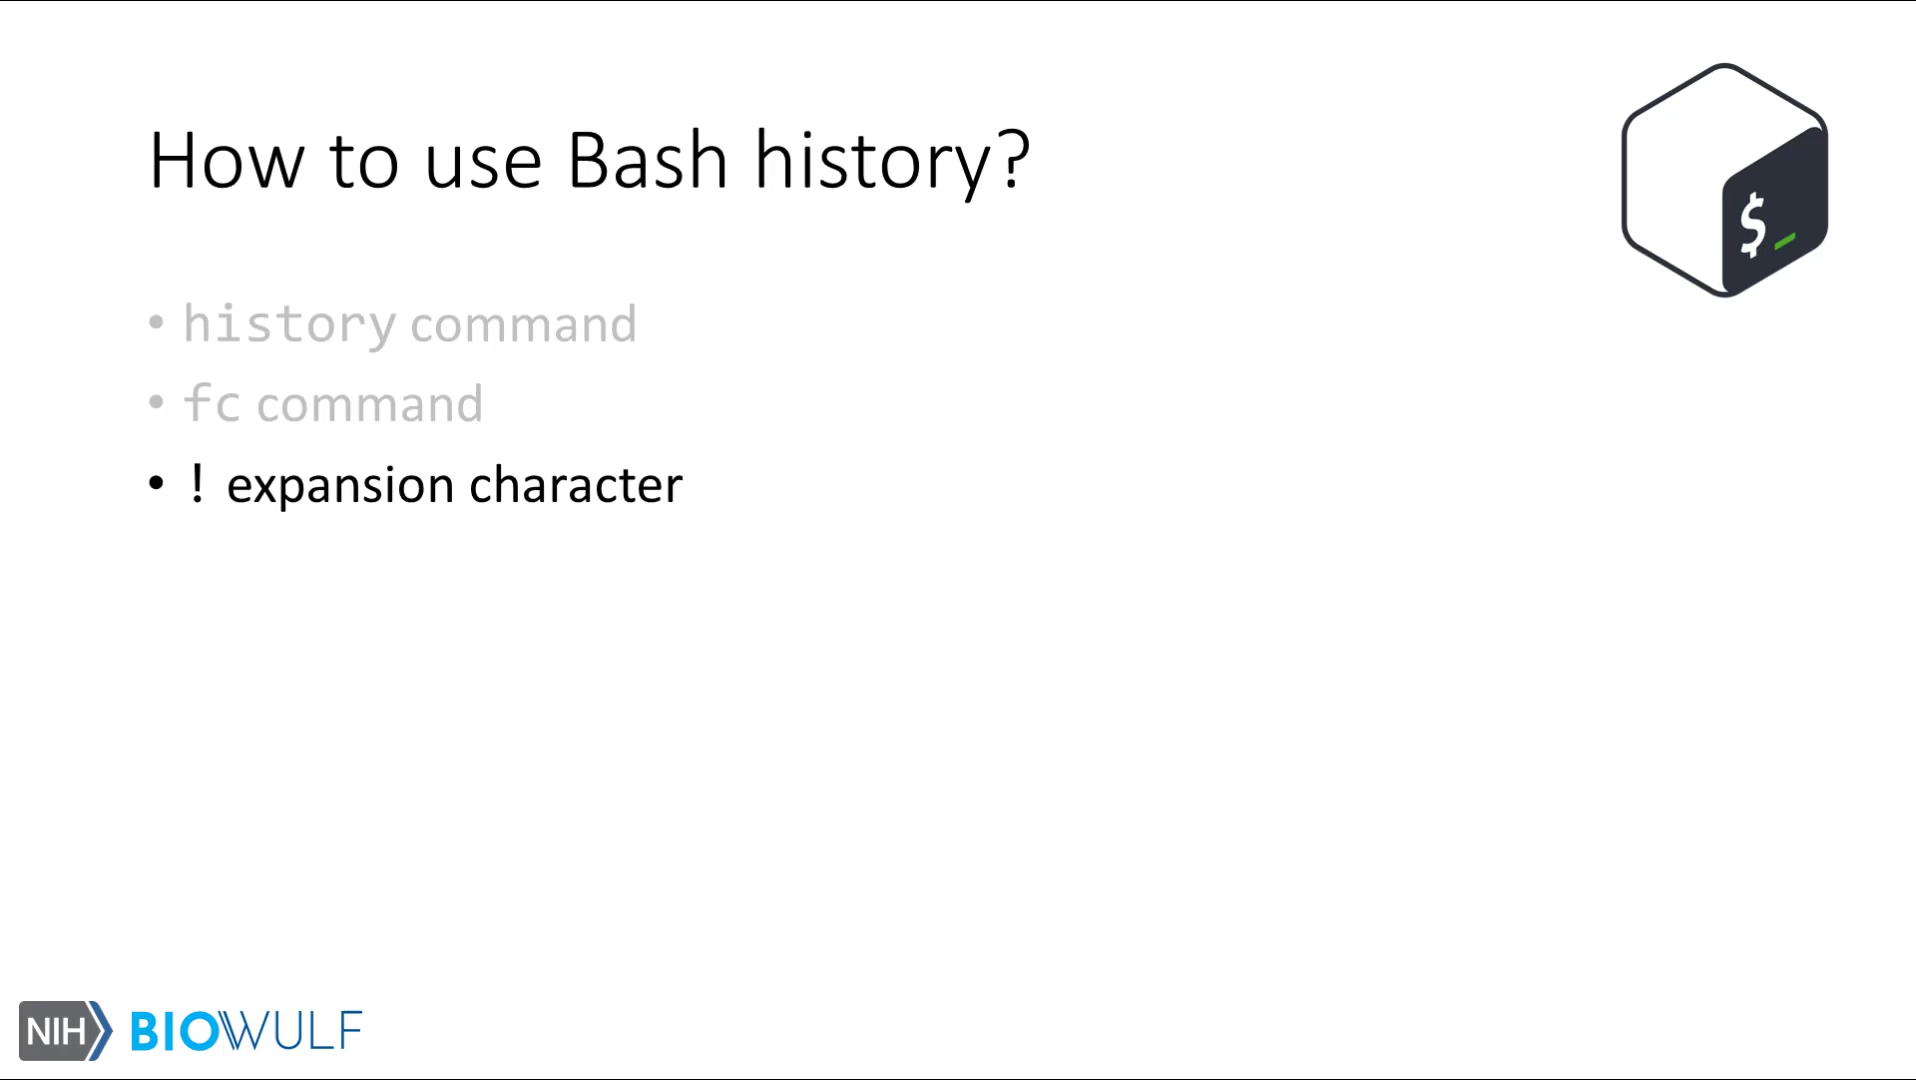 How to use Bash history?
$_
• history command
• fc command
• ! expansion character
NIH BIOWULF